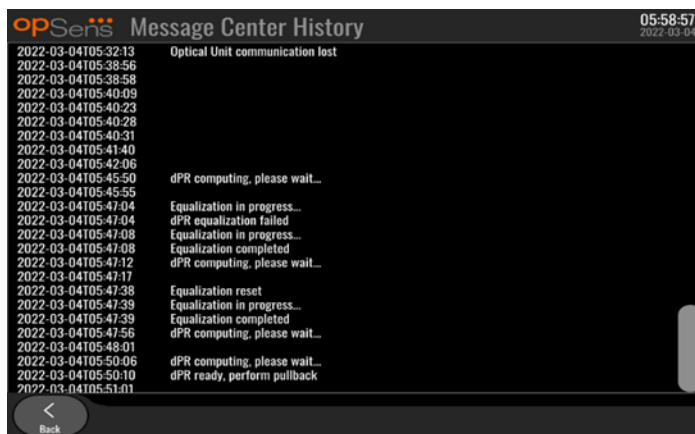 opSens Message Center History 05:58:57
2022-03-04
2022-03-04T05:32:13 Optical Unit communication lost
2022-03-04T05:38:56
2022-03-04T05:38:58
2022-03-04T05:40:09
2022-03-04T05:40:23
2022-03-04T05:40:28
2022-03-04T05:40:31
2022-03-04T05:41:40
2022-03-04T05:42:06
2022-03-04T05:45:50 dPR computing, please wait...
2022-03-04T05:45:55
2022-03-04T05:47:04 Equalization in progress...
2022-03-04T05:47:04 dPR equalization failed
2022-03-04T05:47:08 Equalization in progress...
2022-03-04T05:47:08 Equalization completed
2022-03-04T05:47:12 dPR computing, please wait...
2022-03-04T05:47:17
2022-03-04T05:47:38 Equalization reset
2022-03-04T05:47:39 Equalization in progress...
2022-03-04T05:47:39 Equalization completed
2022-03-04T05:47:56 dPR computing, please wait...
2022-03-04T05:48:01
2022-03-04T05:50:06 dPR computing, please wait...
2022-03-04T05:50:10 dPR ready, perform pullback
2022-03-04T05:51:01
Back